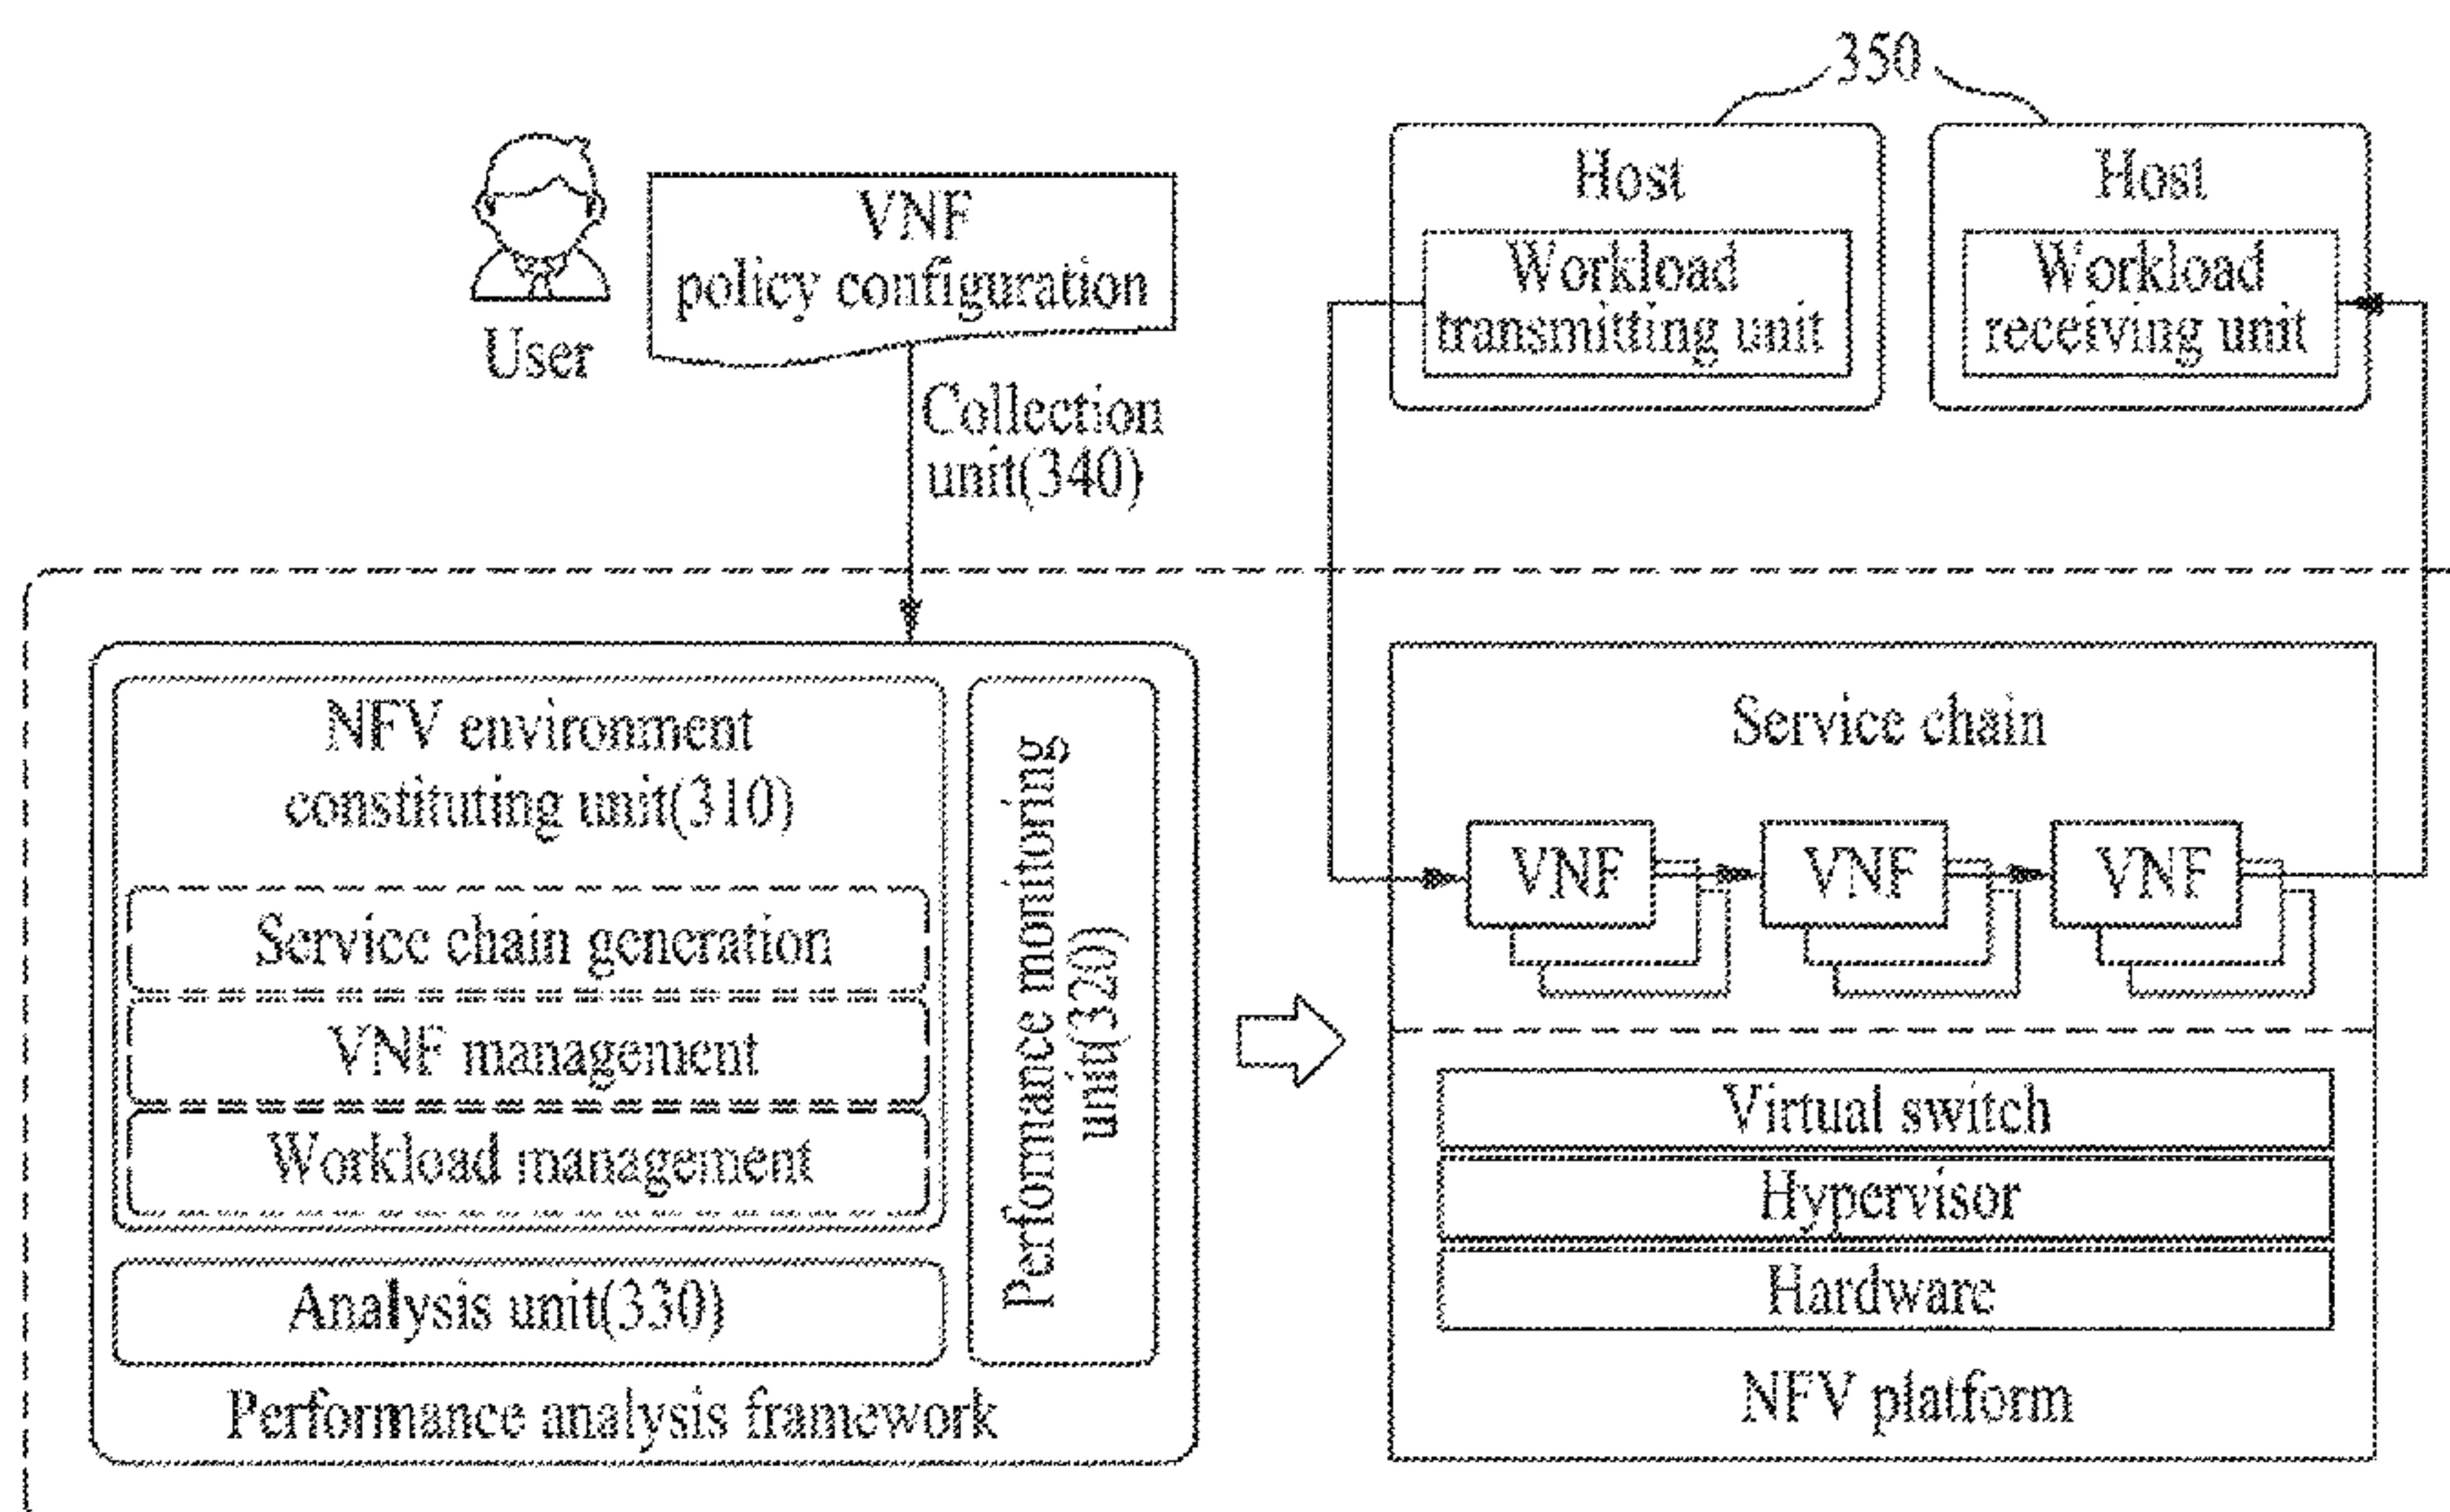 350
VNF
policy configuration
User
Collection
unit(340)
Host
Workload
transmitting unit
Host
Workload
receiving unit
NFV environment
constituting unit(310)
Service chain generation
VNF management
Workload management
Analysis unit(330)
Performance monitoring
unit(320)
Performance analysis framework
Service chain
VNF
VNF
VNF
Virtual switch
Hypervisor
Hardware
NFV platform